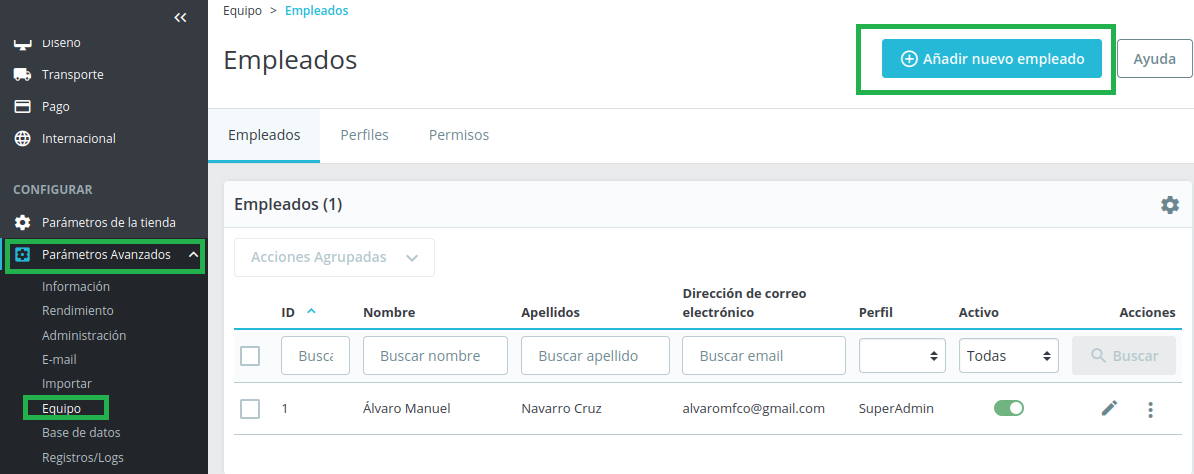 Equipo > Empleados
Empleados
Añadir nuevo empleado
Ayuda
Diseño
Transporte
Pago
Internacional
CONFIGURAR
Parámetros de la tienda
Parámetros Avanzados
Información
Rendimiento
Administración
E-mail
Importar
Equipo
Base de datos
Registros/Logs
Empleados Perfiles Permisos
Empleados (1)
Acciones Agrupadas
ID Nombre Apellidos Dirección de correo
electrónico Perfil Activo Acciones
Busca Buscar nombre Buscar apellido Buscar email Todas Buscar
1 Álvaro Manuel Navarro Cruz alvaromfco@gmail.com SuperAdmin